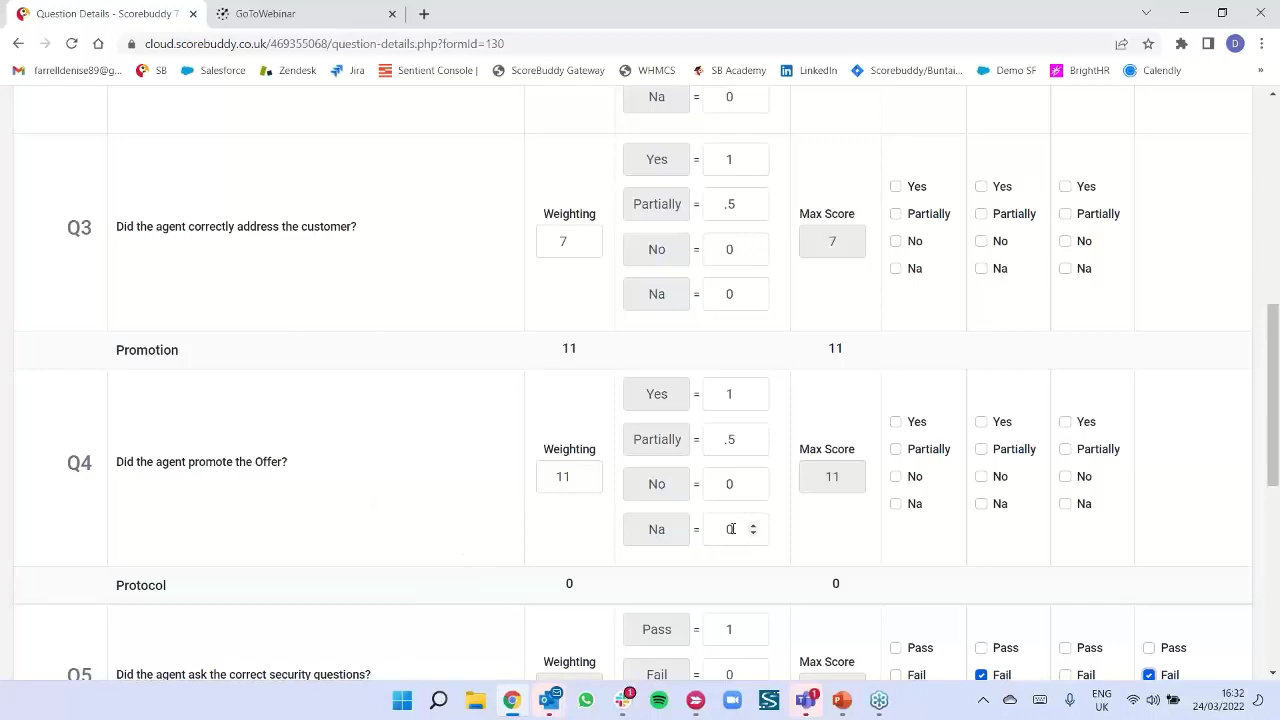 Question Details - Scorebuddy 7
GoToWebinar
cloud.scorebuddy.co.uk/469355068/question-details.php?formId=130
D
farrelldenise89@g...
SB
Salesforce
Zendesk
JI
Sentient Console |
ScoreBuddy Gateway
WHMCS
SB Academy
LinkedIn
Scorebuddy/Buntai...
Demo SF
BrightHR
Calendly
»
Na = 0
Yes = 1
Partially = .5
No = 0
Na = 0
Q3
Did the agent correctly address the customer?
Weighting
7
Max Score
7
Yes Yes Yes
Partially Partially Partially
No No No
Na Na Na
Promotion 11 11
Yes = 1
Partially = .5
No = 0
Na = 0
Q4
Did the agent promote the Offer?
Weighting
11
Max Score
11
Yes Yes Yes
Partially Partially Partially
No No No
Na Na Na
Protocol 0 0
Pass = 1
Fail = 0
Q5
Did the agent ask the correct security questions?
Weighting
Max Score
Pass Pass Pass Pass
Fail Fail Fail Fail
ENG
UK
16:32
24/03/2022